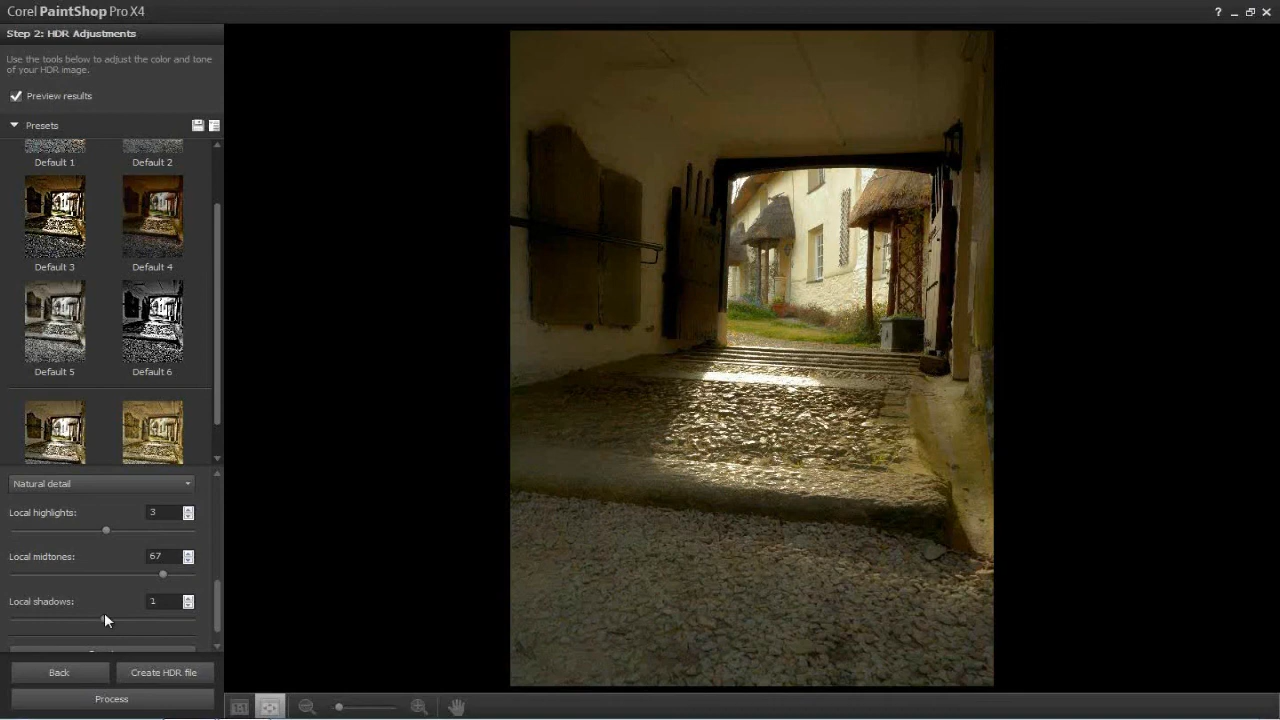 Corel PaintShop Pro X4
?
Step 2: HDR Adjustments
Use the tools below to adjust the color and tone
of your HDR image.
Preview results
Presets
Default 1
Default 2
Default 3
Default 4
Default 5
Default 6
Natural detail
Local highlights: 3
Local midtones: 67
Local shadows: 1
Back
Create HDR file
Process
1:1